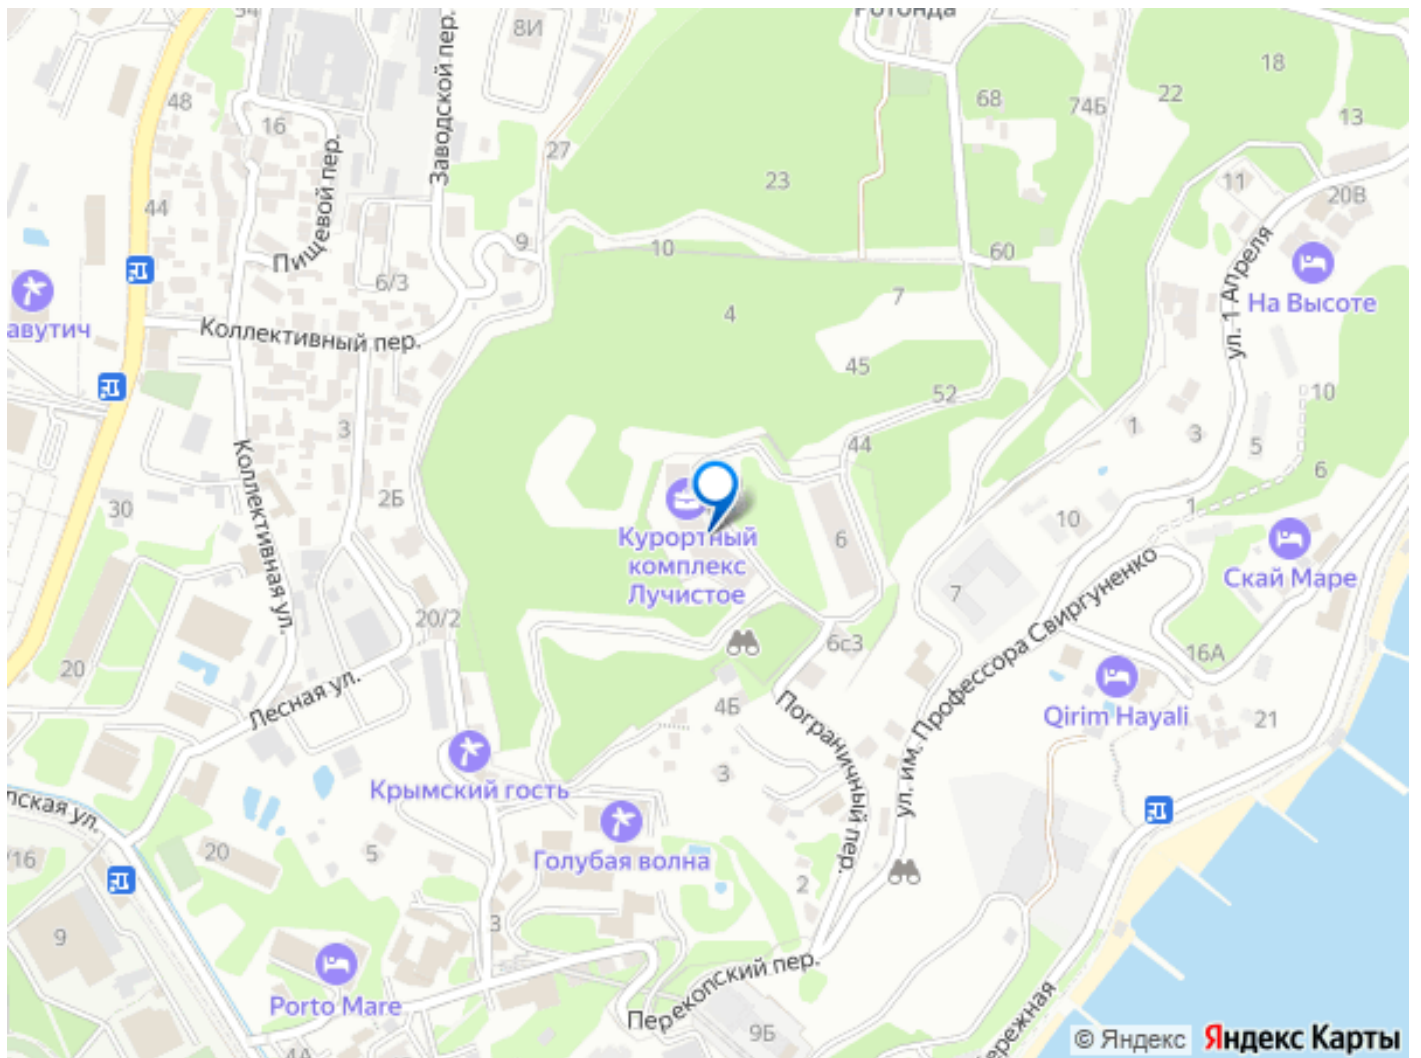 Ротонда
34
8И
Заводской пер.
48
16
Пищевой пер.
27
68
74Б
22
18
13
23
11
20В
44
9
10
60
6/3
ул. 1 Апреля
На Высоте
авутич
Коллективный пер.
4
7
45
52
10
3
1
3
5
6
44
Коллективная ул.
2Б
30
Курортный
комплекс
Лучистое
6
10
1
Скай Маре
7
20/2
6с3
ул. им. Профессора Свиргуненко
16А
20
Лесная ул.
4Б
Пограничный пер.
Qirim Hayali
21
Крымский гость
3
пская ул.
/16
20
5
Голубая волна
2
9
3
Porto Mare
Перекопский пер.
9Б
4А
режная
© Яндекс
Яндекс Карты